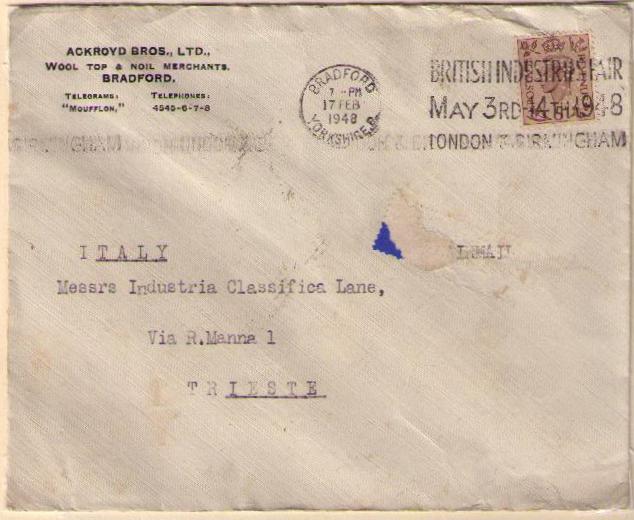 ACKROYD BROS., LTD.,
WOOL TOP & NOIL MERCHANTS.
BRADFORD.
TELEGRAMS: TELEPHONES:
"MOUFFLON," 4545-6-7-8
BRADFORD
7-PM
17 FEB
1948
YORKSHIRE
BRITISH INDUSTRIES FAIR
MAY 3RD-14TH 1948
LONDON & BIRMINGHAM
ITALY
Messrs Industria Classifica Lane,
Via R.Manna 1
TRIESTE